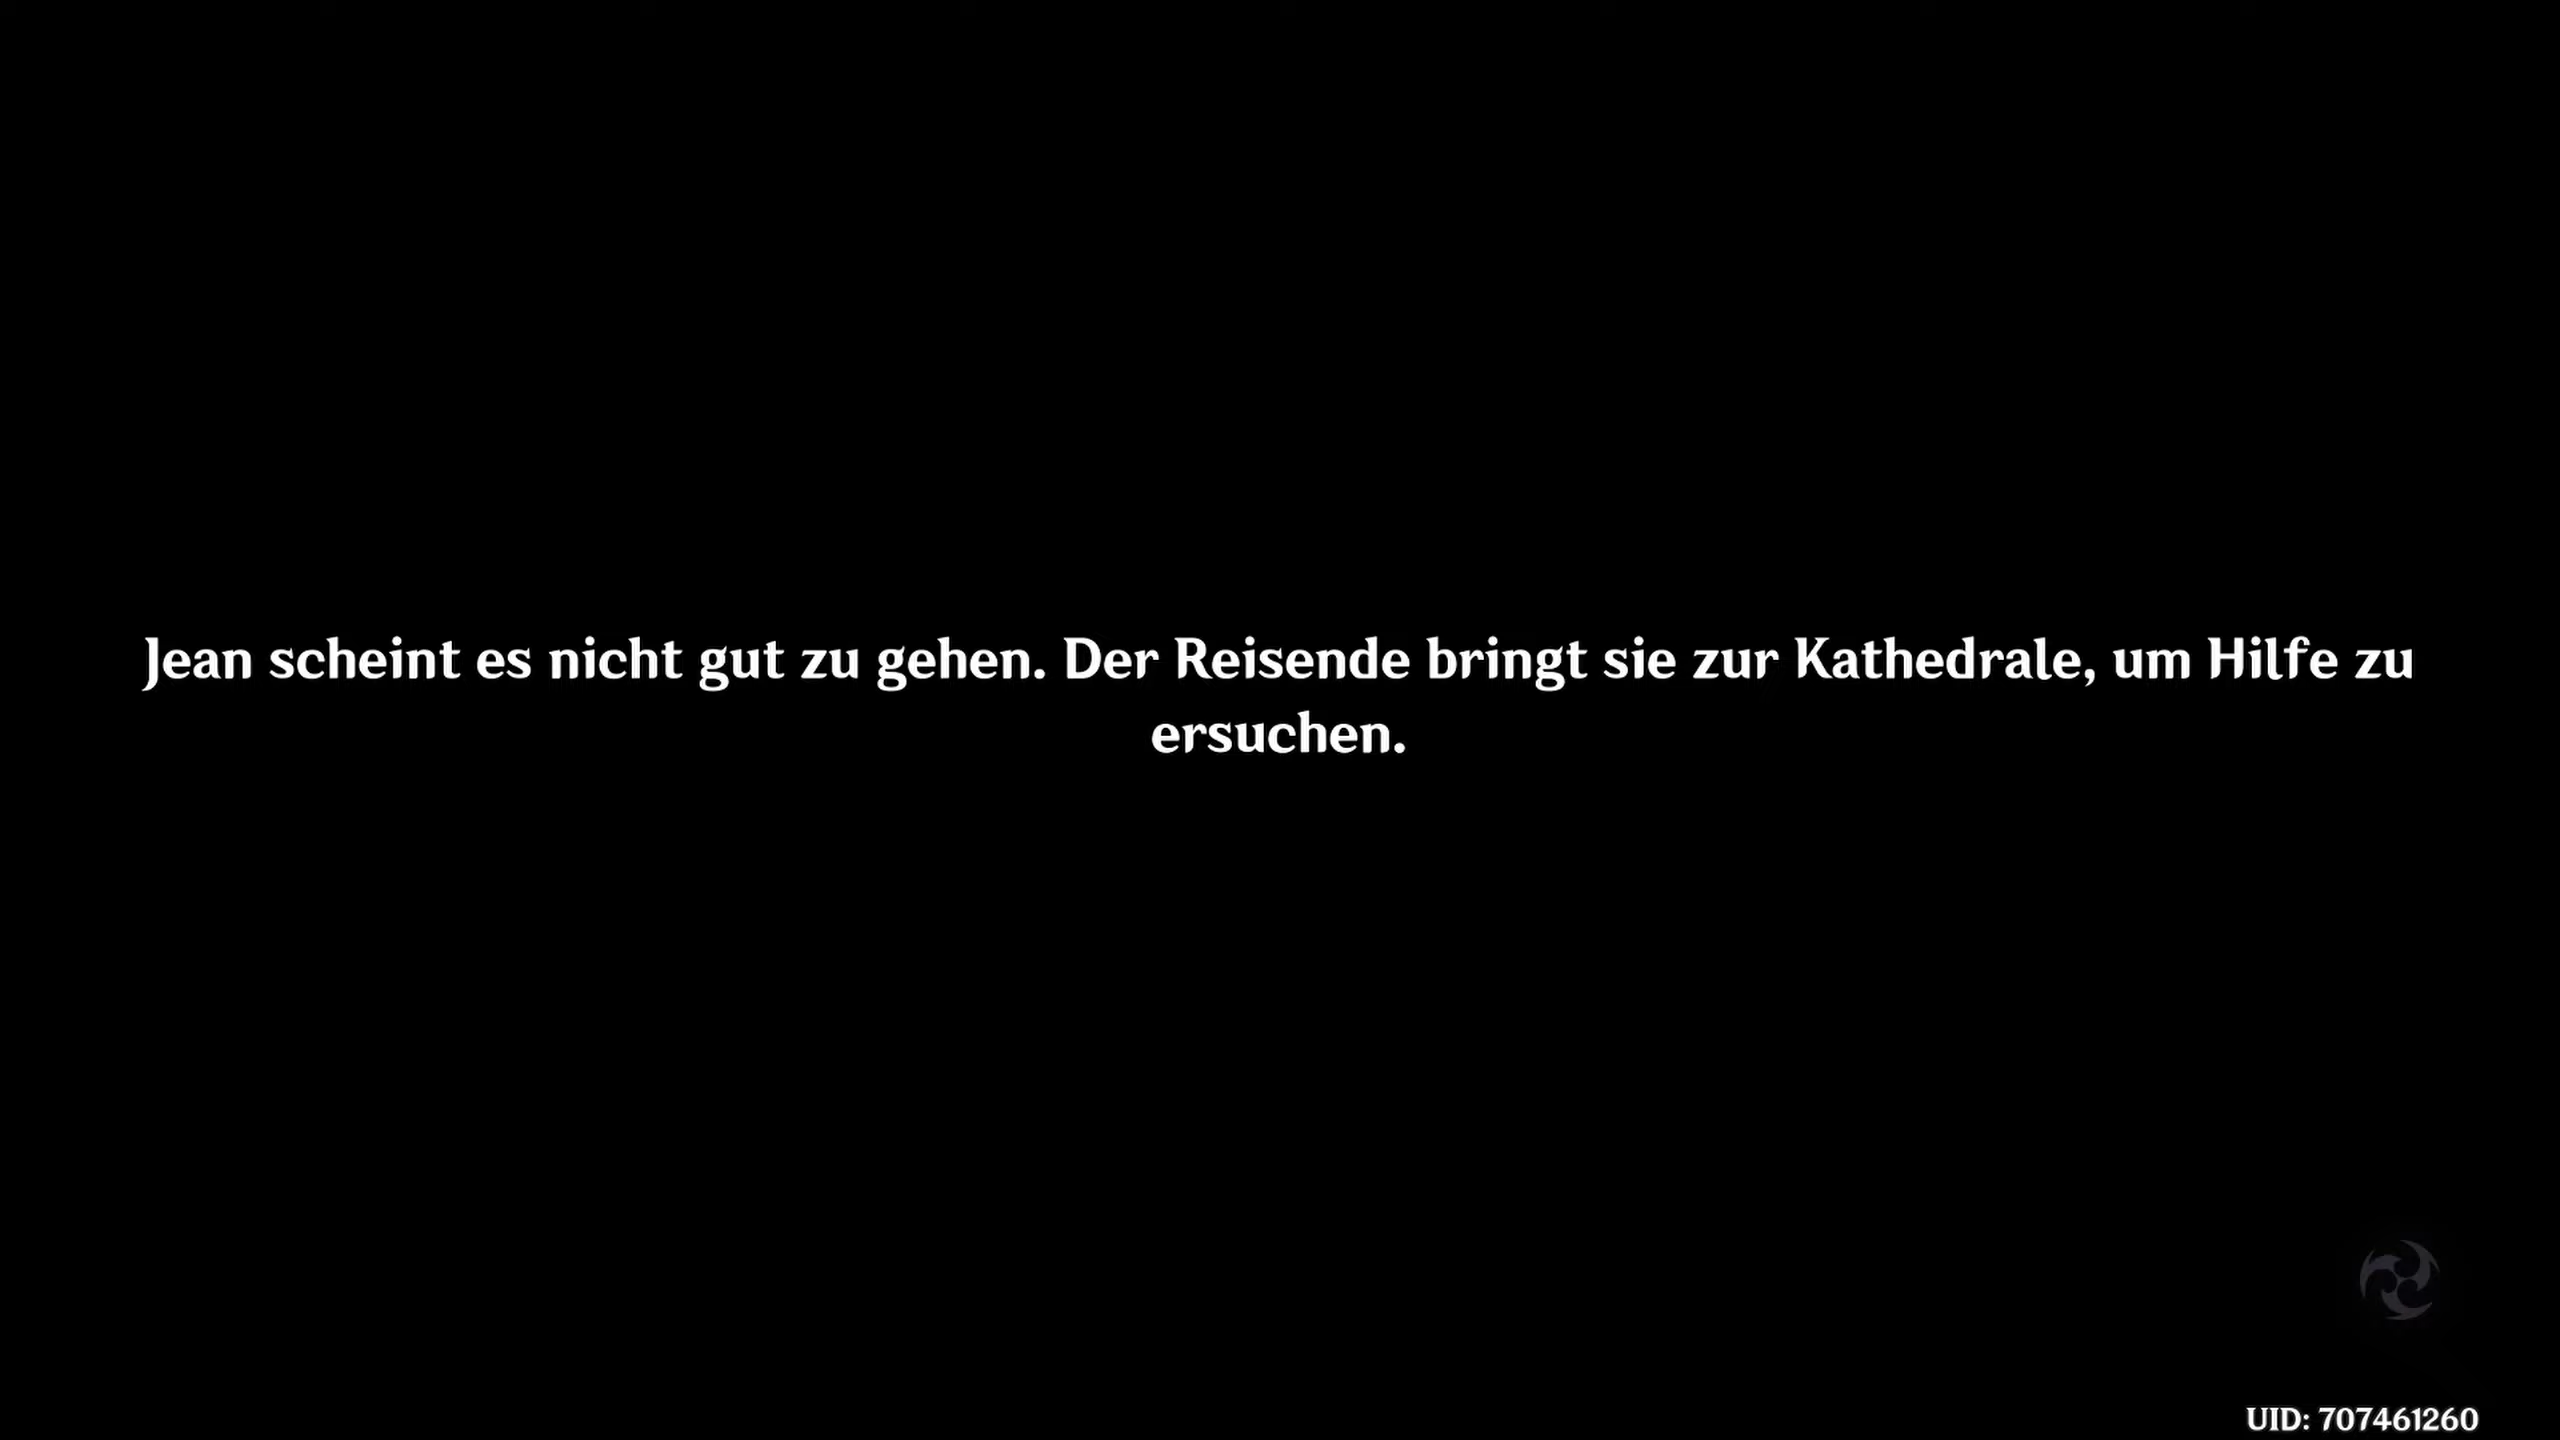 Jean scheint es nicht gut zu gehen. Der Reisende bringt sie zur Kathedrale, um Hilfe zu
ersuchen.
UID: 707461260